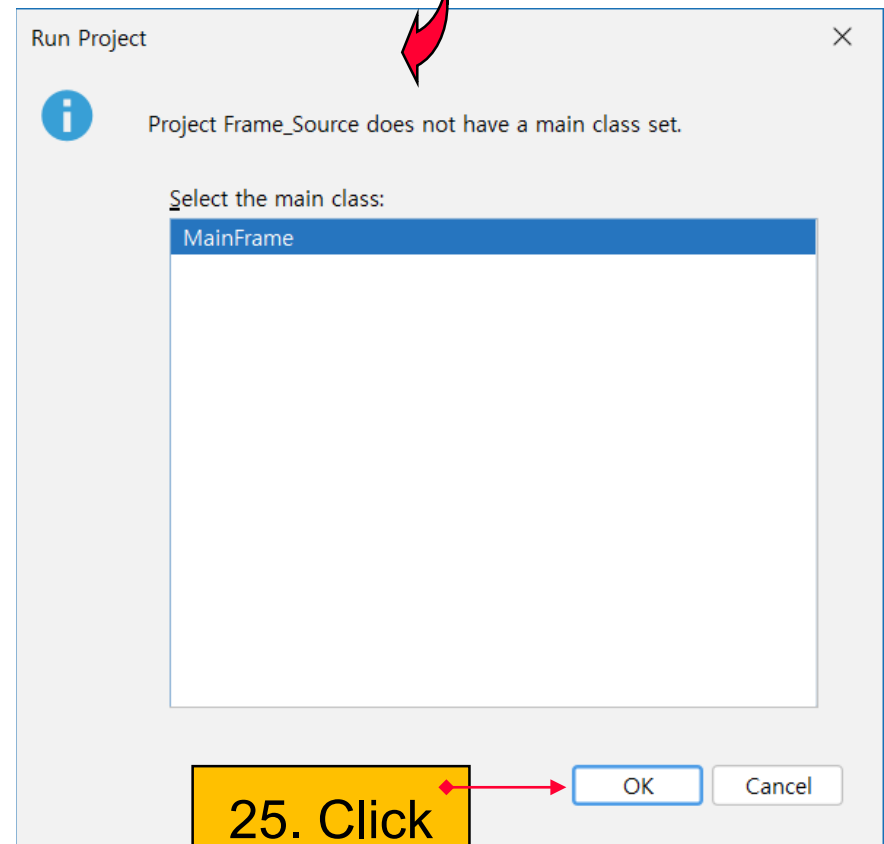 Run Project
Project Frame_Source does not have a main class set.
Select the main class:
MainFrame
OK Cancel
25. Click